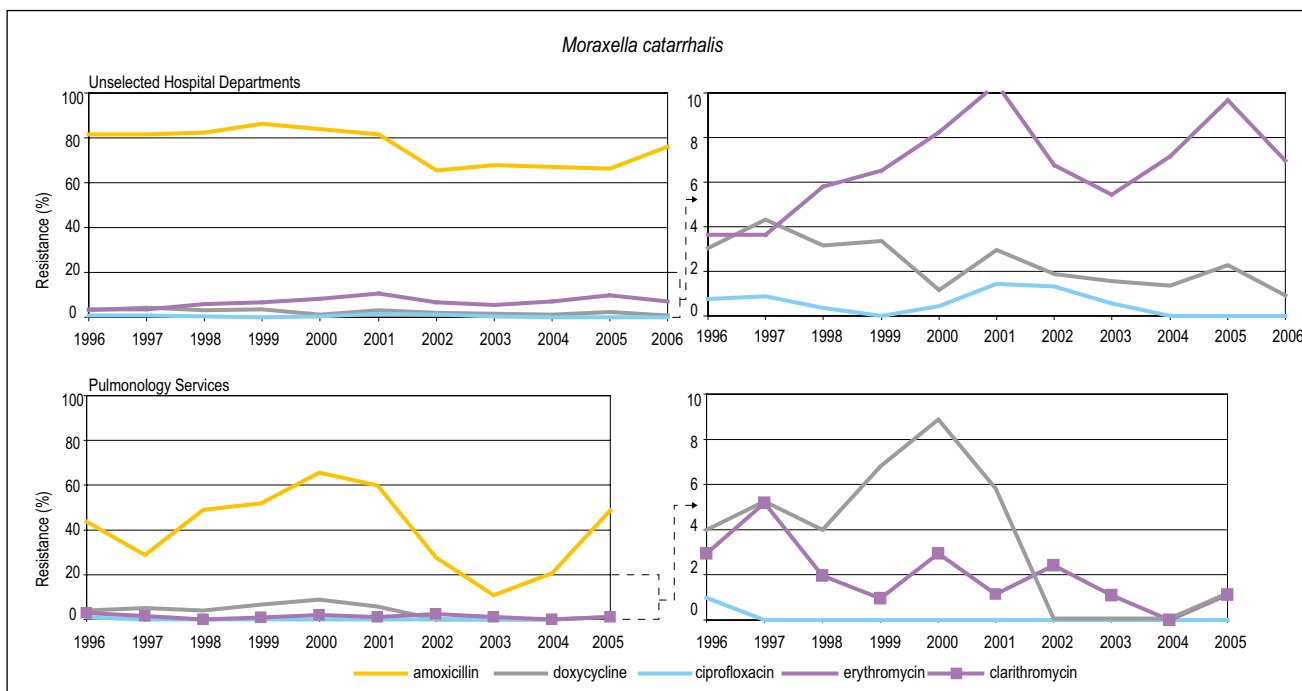 Moraxella catarrhalis
Unselected Hospital Departments
Resistance (%)
100
80
60
40
20
0
1996 1997 1998 1999 2000 2001 2002 2003 2004 2005 2006
10
8
6
4
2
0
1996 1997 1998 1999 2000 2001 2002 2003 2004 2005 2006
Pulmonology Services
Resistance (%)
100
80
60
40
20
0
1996 1997 1998 1999 2000 2001 2002 2003 2004 2005
10
8
6
4
2
0
1996 1997 1998 1999 2000 2001 2002 2003 2004 2005
amoxicillin doxycycline ciprofloxacin erythromycin clarithromycin